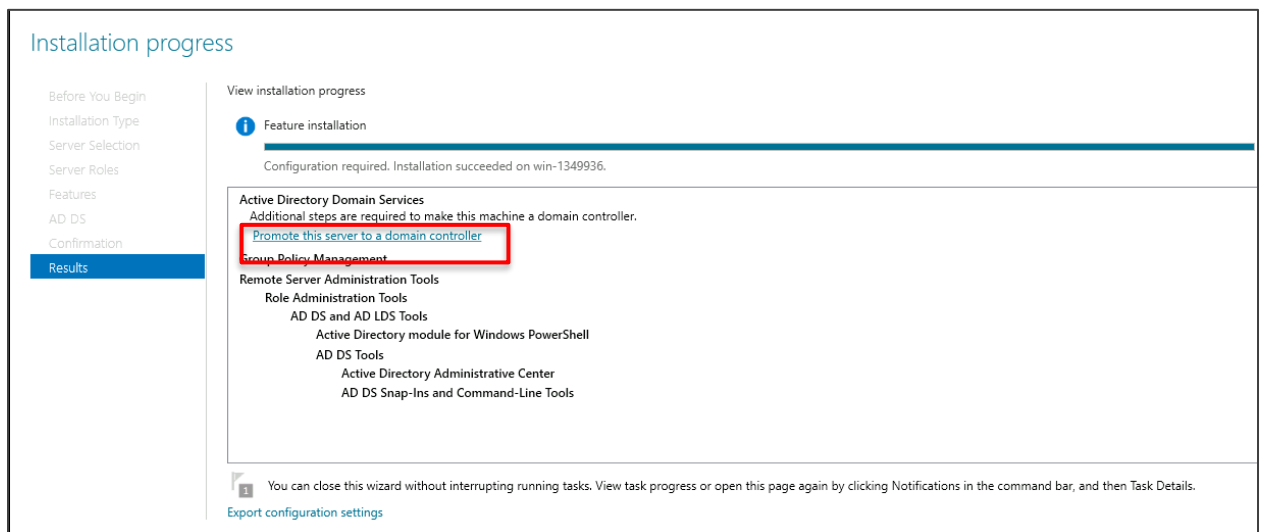 Installation progress
Before You Begin
Installation Type
Server Selection
Server Roles
Features
AD DS
Confirmation
Results
View installation progress
Feature installation
Configuration required. Installation succeeded on win-1349936.
Active Directory Domain Services
Additional steps are required to make this machine a domain controller.
Promote this server to a domain controller
Group Policy Management
Remote Server Administration Tools
Role Administration Tools
AD DS and AD LDS Tools
Active Directory module for Windows PowerShell
AD DS Tools
Active Directory Administrative Center
AD DS Snap-Ins and Command-Line Tools
1
You can close this wizard without interrupting running tasks. View task progress or open this page again by clicking Notifications in the command bar, and then Task Details.
Export configuration settings